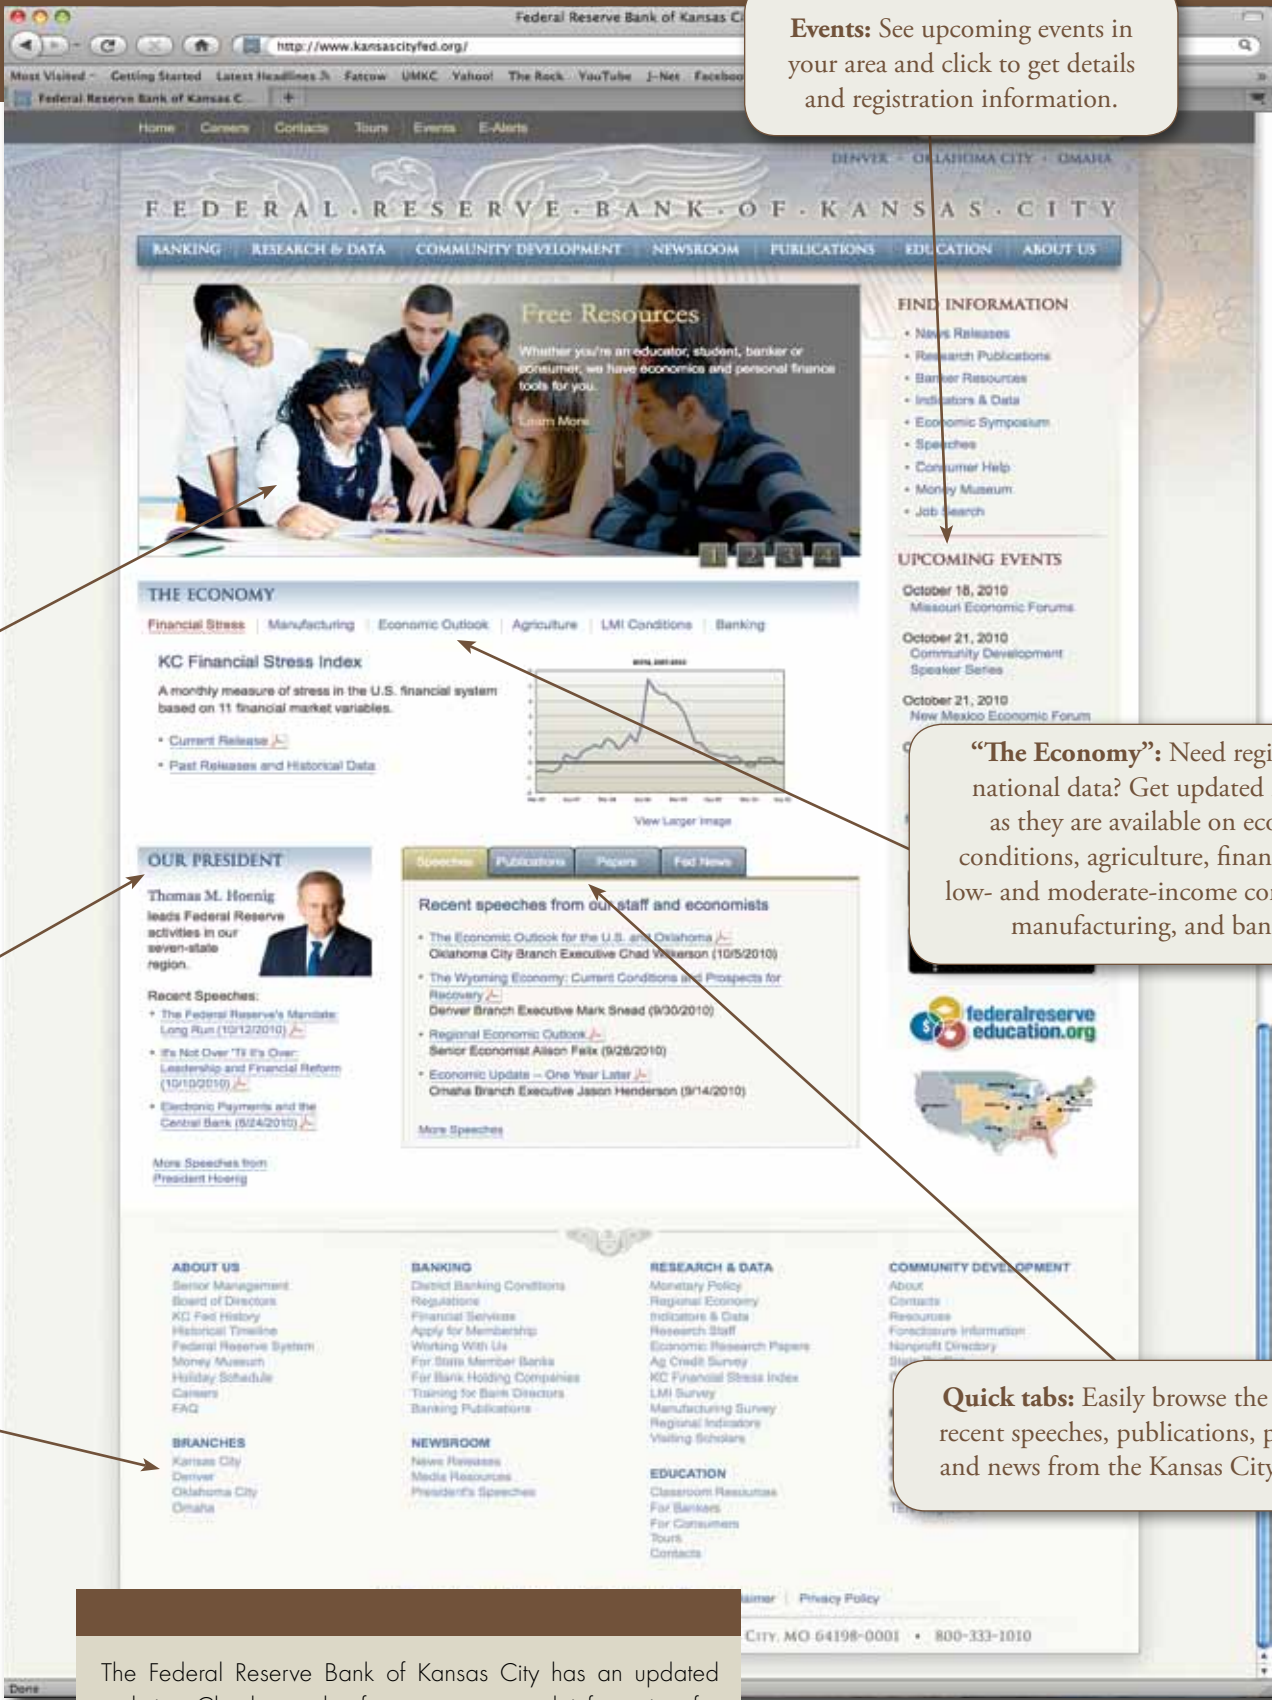 Federal Reserve Bank of Kansas Ci
http://www.kansascityfed.org/
Most Visited Getting Started Latest Headlines Fatcow UMKC Yahoo! The Rock YouTube J-Net Faceboo
Federal Reserve Bank of Kansas C...
Events: See upcoming events in
your area and click to get details
and registration information.
Home Careers Contacts Tours Events E-Alerts
DENVER • OKLAHOMA CITY • OMAHA
FEDERAL · RESERVE · BANK · OF · KANSAS · CITY
BANKING RESEARCH & DATA COMMUNITY DEVELOPMENT NEWSROOM PUBLICATIONS EDUCATION ABOUT US
Free Resources
Whether you're an educator, student, banker or
consumer, we have economics and personal finance
tools for you.
Learn More
1 2 3 4
FIND INFORMATION
• News Releases
• Research Publications
• Banker Resources
• Indicators & Data
• Economic Symposium
• Speeches
• Consumer Help
• Money Museum
• Job Search
UPCOMING EVENTS
October 18, 2010
Missouri Economic Forums
October 21, 2010
Community Development
Speaker Series
October 21, 2010
New Mexico Economic Forum
THE ECONOMY
Financial Stress | Manufacturing | Economic Outlook | Agriculture | LMI Conditions | Banking
KC Financial Stress Index
A monthly measure of stress in the U.S. financial system
based on 11 financial market variables.
• Current Release
• Past Releases and Historical Data
View Larger Image
"The Economy": Need regi
national data? Get updated
as they are available on eco
conditions, agriculture, finan
low- and moderate-income co
manufacturing, and ban
OUR PRESIDENT
Thomas M. Hoenig
leads Federal Reserve
activities in our
seven-state
region.
Recent Speeches:
• The Federal Reserve's Mandate:
Long Run (10/12/2010)
• It's Not Over 'Til It's Over:
Leadership and Financial Reform
(10/10/2010)
• Electronic Payments and the
Central Bank (8/24/2010)
More Speeches from
President Hoenig
Speeches Publications Papers Fed News
Recent speeches from our staff and economists
• The Economic Outlook for the U.S. and Oklahoma
Oklahoma City Branch Executive Chad Wilkerson (10/5/2010)
• The Wyoming Economy: Current Conditions and Prospects for
Recovery
Denver Branch Executive Mark Snead (9/30/2010)
• Regional Economic Outlook
Senior Economist Alison Felix (9/28/2010)
• Economic Update – One Year Later
Omaha Branch Executive Jason Henderson (9/14/2010)
More Speeches
federalreserve
education.org
ABOUT US
Senior Management
Board of Directors
KC Fed History
Historical Timeline
Federal Reserve System
Money Museum
Holiday Schedule
Careers
FAQ
BRANCHES
Kansas City
Denver
Oklahoma City
Omaha
BANKING
District Banking Conditions
Regulations
Financial Services
Apply for Membership
Working With Us
For State Member Banks
For Bank Holding Companies
Training for Bank Directors
Banking Publications
NEWSROOM
News Releases
Media Resources
President's Speeches
RESEARCH & DATA
Monetary Policy
Regional Economy
Indicators & Data
Research Staff
Economic Research Papers
Ag Credit Survey
KC Financial Stress Index
LMI Survey
Manufacturing Survey
Regional Indicators
Visiting Scholars
EDUCATION
Classroom Resources
For Bankers
For Consumers
Tours
Contacts
COMMUNITY DEVELOPMENT
About
Contacts
Resources
Foreclosure Information
Nonprofit Directory
Quick tabs: Easily browse the
recent speeches, publications, p
and news from the Kansas City
laimer | Privacy Policy
CITY, MO 64198-0001 • 800-333-1010
The Federal Reserve Bank of Kansas City has an updated
Done